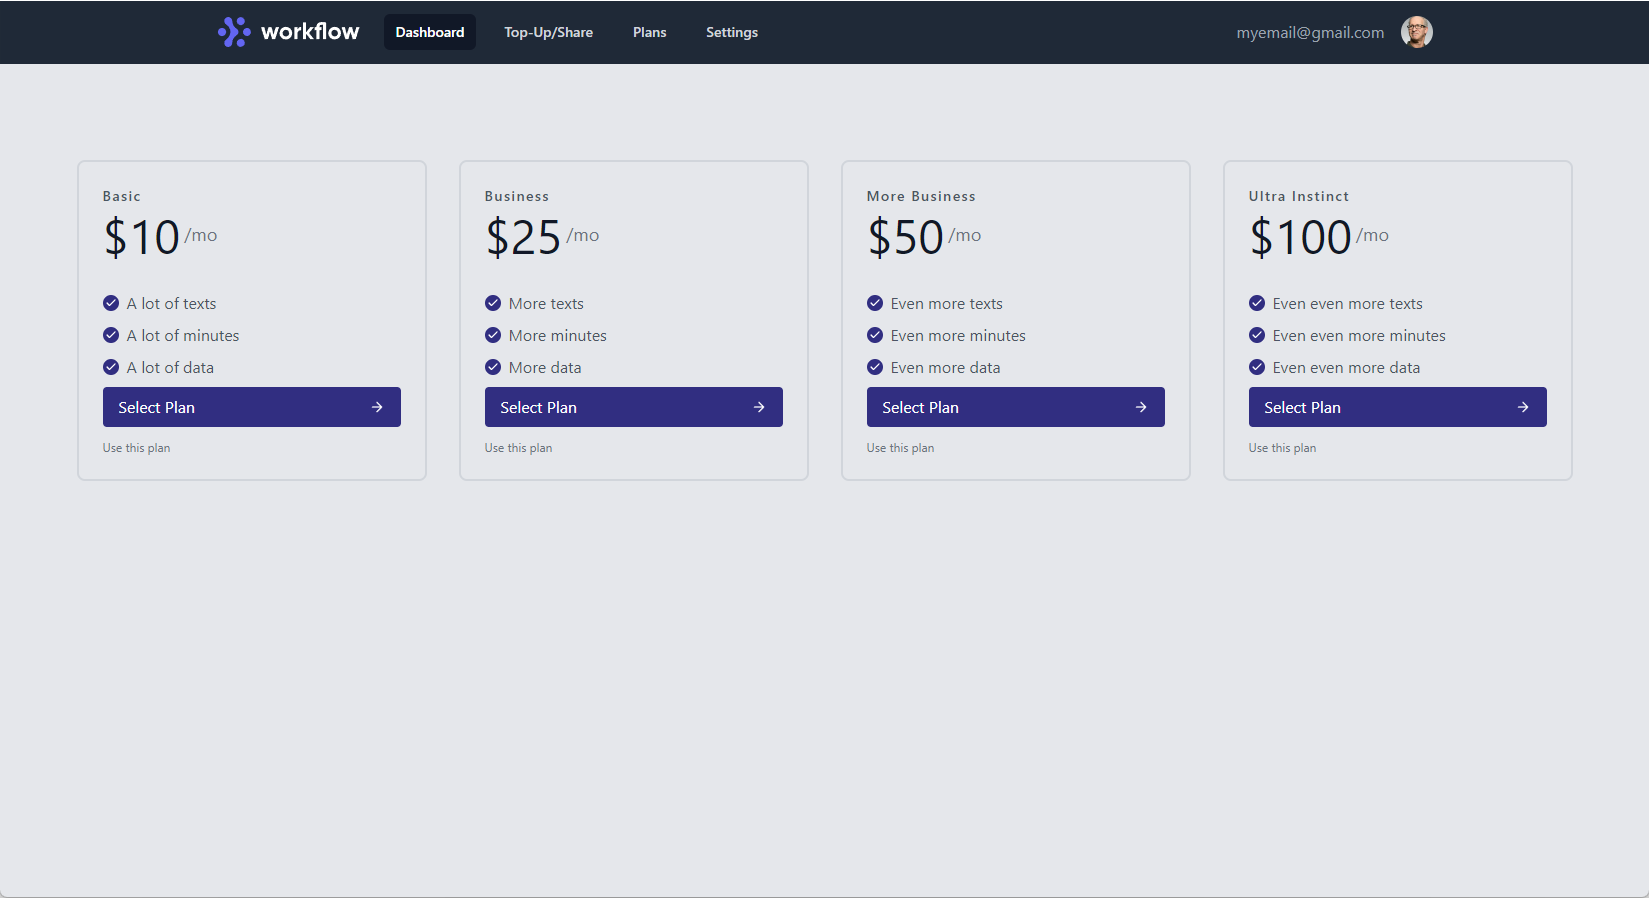 workflow Dashboard Top-Up/Share Plans Settings myemail@gmail.com
Basic
$10 /mo
A lot of texts
A lot of minutes
A lot of data
Select Plan
Use this plan
Business
$25 /mo
More texts
More minutes
More data
Select Plan
Use this plan
More Business
$50 /mo
Even more texts
Even more minutes
Even more data
Select Plan
Use this plan
Ultra Instinct
$100 /mo
Even even more texts
Even even more minutes
Even even more data
Select Plan
Use this plan